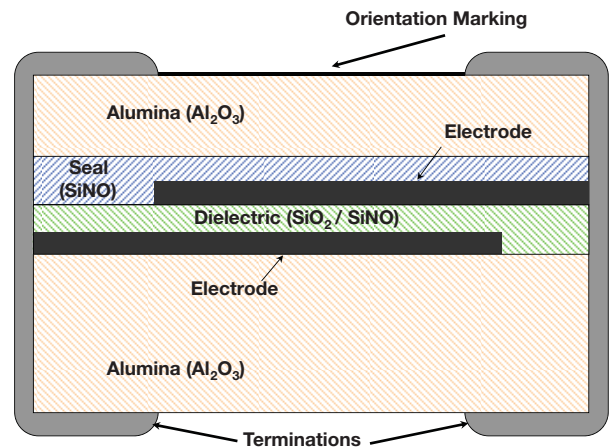 Orientation Marking
Alumina (Al₂O₃)
Electrode
Seal
(SiNO)
Dielectric (SiO₂ / SiNO)
Electrode
Alumina (Al₂O₃)
Terminations